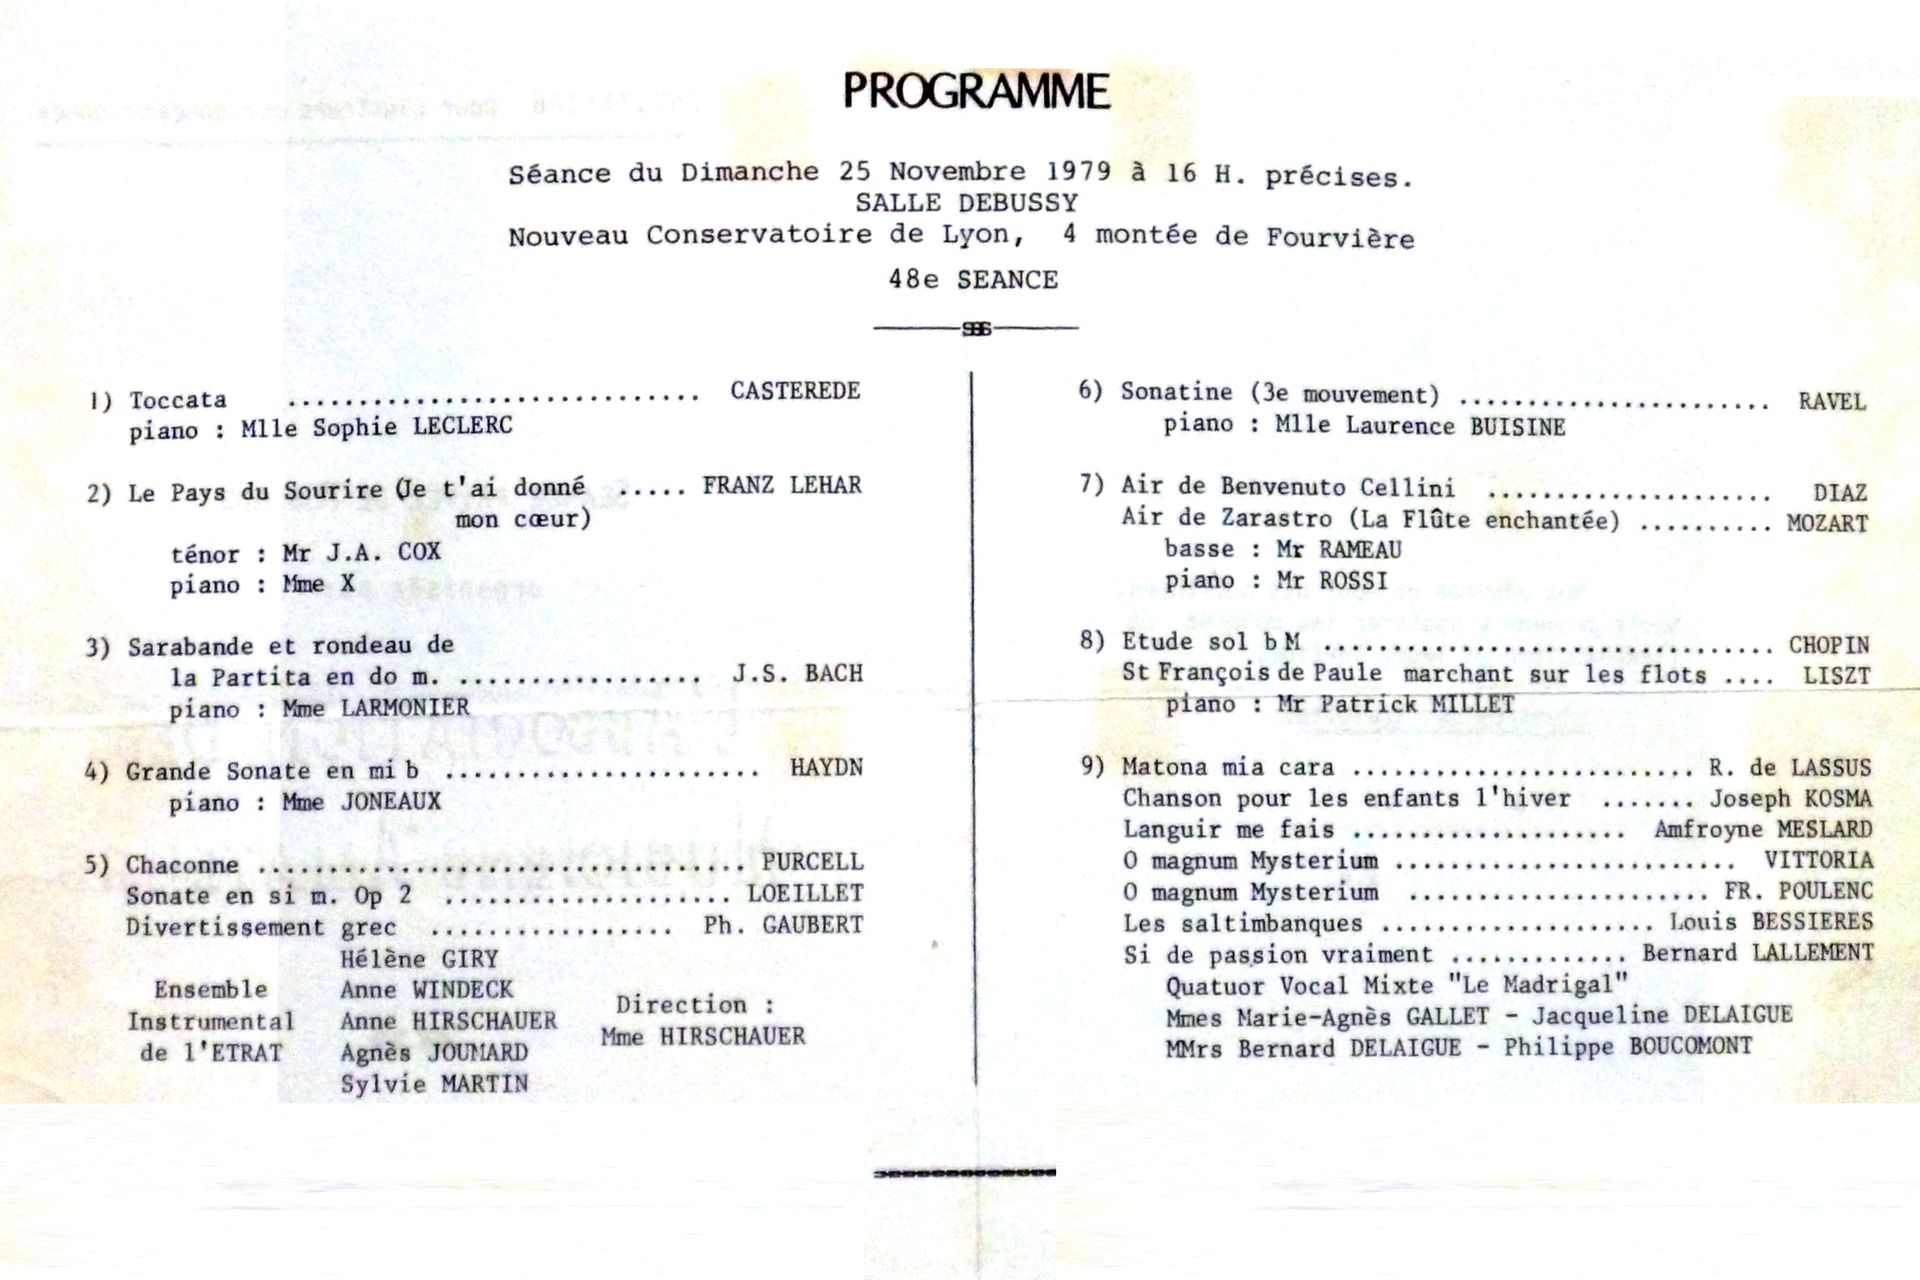 PROGRAMME
Séance du Dimanche 25 Novembre 1979 à 16 H. précises.
SALLE DEBUSSY
Nouveau Conservatoire de Lyon, 4 montée de Fourvière
48e SEANCE
1) Toccata ............................. CASTEREDE
piano : Mlle Sophie LECLERC
2) Le Pays du Sourire (Je t'ai donné ..... FRANZ LEHAR
mon cœur)
ténor : Mr J.A. COX
piano : Mme X
3) Sarabande et rondeau de
la Partita en do m. ................. J.S. BACH
piano : Mme LARMONIER
4) Grande Sonate en mi b ...................... HAYDN
piano : Mme JONEAUX
5) Chaconne .................................. PURCELL
Sonate en si m. Op 2 .................... LOEILLET
Divertissement grec ................. Ph. GAUBERT
Hélène GIRY
Ensemble Anne WINDECK
Instrumental Anne HIRSCHAUER
de l'ETRAT Agnès JOUMARD
Sylvie MARTIN
Direction :
Mme HIRSCHAUER
6) Sonatine (3e mouvement) ....................... RAVEL
piano : Mlle Laurence BUISINE
7) Air de Benvenuto Cellini .................... DIAZ
Air de Zarastro (La Flûte enchantée) .......... MOZART
basse : Mr RAMEAU
piano : Mr ROSSI
8) Etude sol b M ................................ CHOPIN
St François de Paule marchant sur les flots .... LISZT
piano : Mr Patrick MILLET
9) Matona mia cara ........................ R. de LASSUS
Chanson pour les enfants l'hiver ....... Joseph KOSMA
Languir me fais .................... Amfroyne MESLARD
O magnum Mysterium ........................ VITTORIA
O magnum Mysterium ...................... FR. POULENC
Les saltimbanques .................... Louis BESSIERES
Si de passion vraiment ............. Bernard LALLEMENT
Quatuor Vocal Mixte "Le Madrigal"
Mmes Marie-Agnès GALLET - Jacqueline DELAIGUE
MMrs Bernard DELAIGUE - Philippe BOUCOMONT